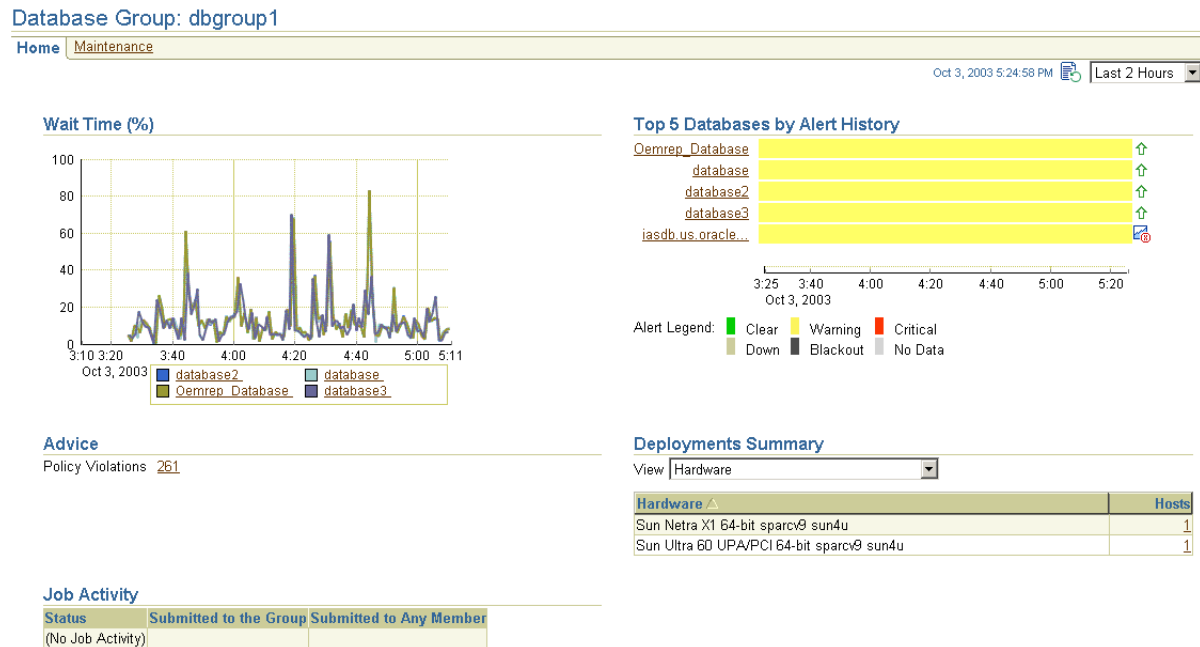 Database Group: dbgroup1
Home Maintenance
Oct 3, 2003 5:24:58 PM Last 2 Hours
Wait Time (%)
100
80
60
40
20
0
3:10 3:20 3:40 4:00 4:20 4:40 5:00 5:11
Oct 3, 2003
database2 database
Oemrep_Database database3
Top 5 Databases by Alert History
Oemrep_Database
database
database2
database3
iasdb.us.oracle...
3:25 3:40 4:00 4:20 4:40 5:00 5:20
Oct 3, 2003
Alert Legend: Clear Warning Critical
Down Blackout No Data
Advice
Policy Violations 261
Deployments Summary
View Hardware
Hardware Hosts
Sun Netra X1 64-bit sparcv9 sun4u 1
Sun Ultra 60 UPA/PCI 64-bit sparcv9 sun4u 1
Job Activity
Status Submitted to the Group Submitted to Any Member
(No Job Activity)